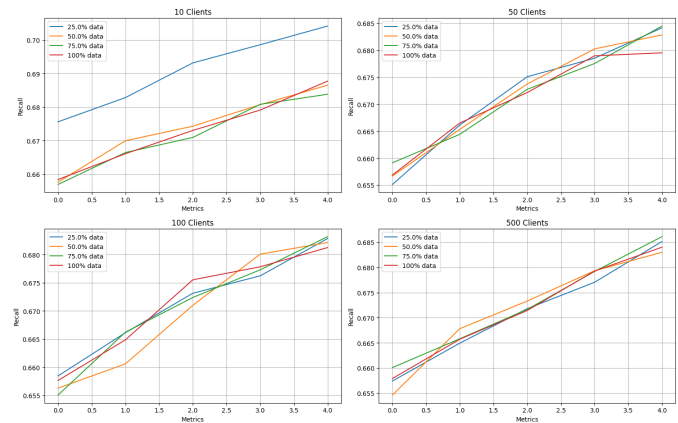 10 Clients
25.0% data
50.0% data
75.0% data
100% data
0.70
0.69
0.68
0.67
0.66
Recall
0.0 0.5 1.0 1.5 2.0 2.5 3.0 3.5 4.0
Metrics
50 Clients
25.0% data
50.0% data
75.0% data
100% data
0.685
0.680
0.675
0.670
0.665
0.660
0.655
Recall
0.0 0.5 1.0 1.5 2.0 2.5 3.0 3.5 4.0
Metrics
100 Clients
25.0% data
50.0% data
75.0% data
100% data
0.680
0.675
0.670
0.665
0.660
0.655
Recall
0.0 0.5 1.0 1.5 2.0 2.5 3.0 3.5 4.0
Metrics
500 Clients
25.0% data
50.0% data
75.0% data
100% data
0.685
0.680
0.675
0.670
0.665
0.660
0.655
Recall
0.0 0.5 1.0 1.5 2.0 2.5 3.0 3.5 4.0
Metrics